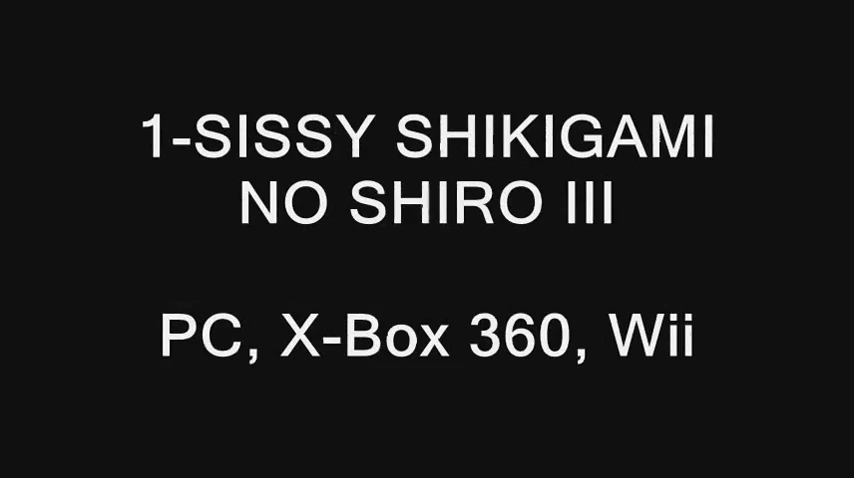 1-SISSY SHIKIGAMI
NO SHIRO III
PC, X-Box 360, Wii